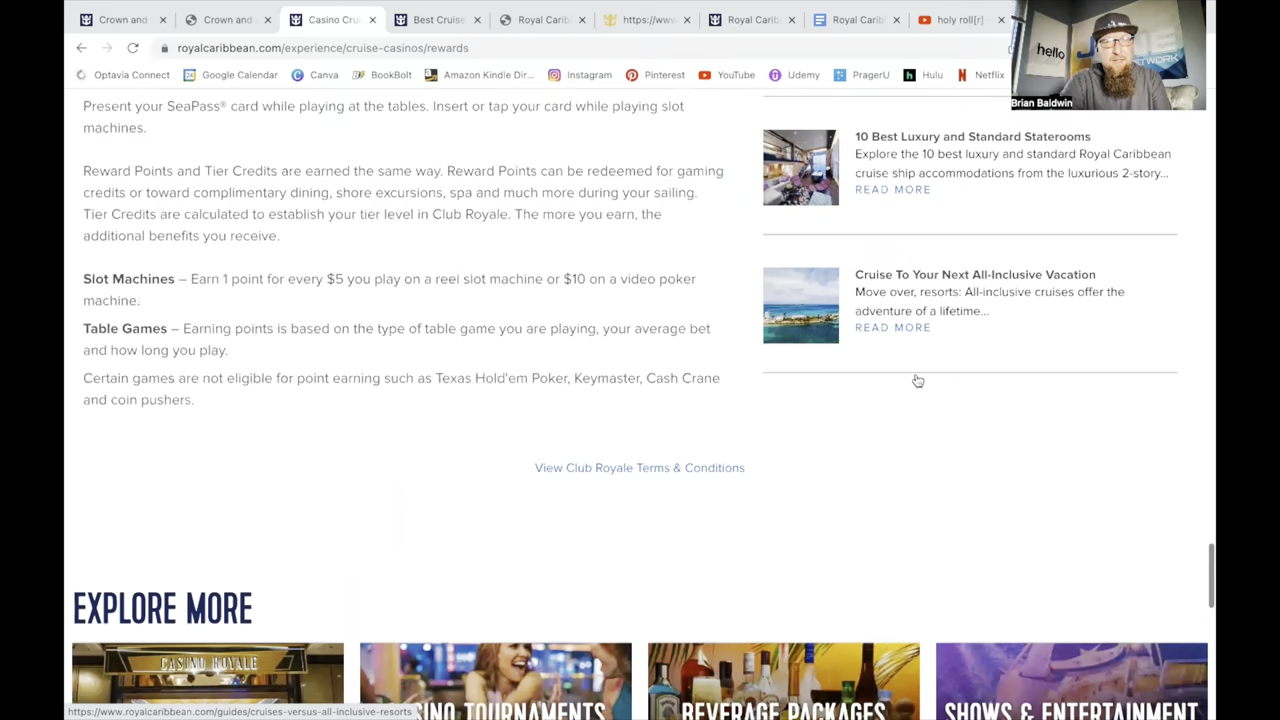 Crown and
Crown and
Casino Crui
Best Cruise
Royal Carib
https://www
Royal Carib
Royal Carib
holy roll[r]
royalcaribbean.com/experience/cruise-casinos/rewards
Optavia Connect
Google Calendar
Canva
BookBolt
Amazon Kindle Dir...
Instagram
Pinterest
YouTube
Udemy
PragerU
Hulu
Netflix
hello
Brian Baldwin
Present your SeaPass® card while playing at the tables. Insert or tap your card while playing slot
machines.
Reward Points and Tier Credits are earned the same way. Reward Points can be redeemed for gaming
credits or toward complimentary dining, shore excursions, spa and much more during your sailing.
Tier Credits are calculated to establish your tier level in Club Royale. The more you earn, the
additional benefits you receive.
Slot Machines – Earn 1 point for every $5 you play on a reel slot machine or $10 on a video poker
machine.
Table Games – Earning points is based on the type of table game you are playing, your average bet
and how long you play.
Certain games are not eligible for point earning such as Texas Hold'em Poker, Keymaster, Cash Crane
and coin pushers.
10 Best Luxury and Standard Staterooms
Explore the 10 best luxury and standard Royal Caribbean
cruise ship accommodations from the luxurious 2-story...
READ MORE
Cruise To Your Next All-Inclusive Vacation
Move over, resorts: All-inclusive cruises offer the
adventure of a lifetime...
READ MORE
View Club Royale Terms & Conditions
EXPLORE MORE
CASINO ROYALE
INO TOURNAMENTS
BEVERAGE PACKAGES
SHOWS & ENTERTAINMENT
https://www.royalcaribbean.com/guides/cruises-versus-all-inclusive-resorts